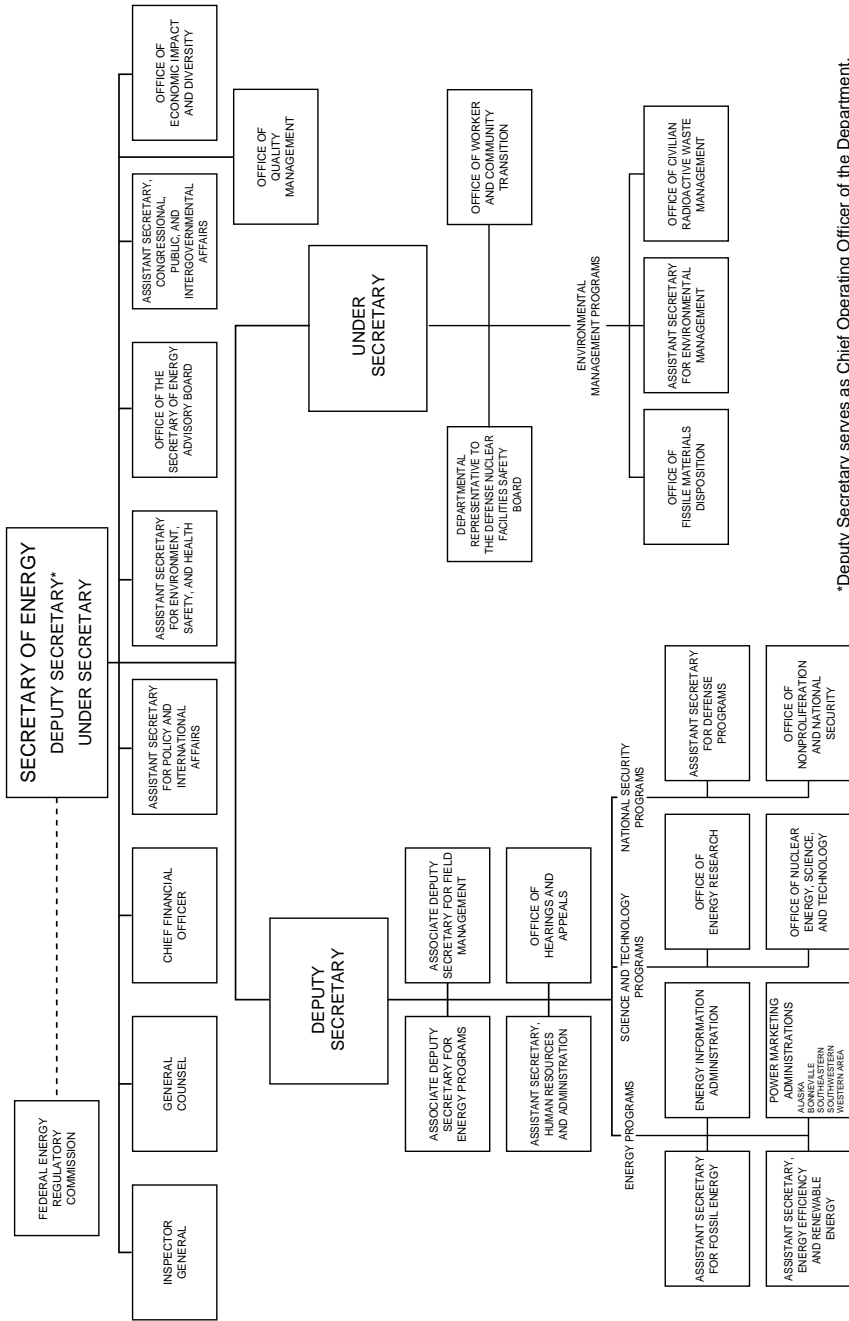 SECRETARY OF ENERGY
DEPUTY SECRETARY*
UNDER SECRETARY
FEDERAL ENERGY
REGULATORY
COMMISSION
INSPECTOR
GENERAL
GENERAL
COUNSEL
CHIEF FINANCIAL
OFFICER
ASSISTANT SECRETARY
FOR POLICY AND
INTERNATIONAL
AFFAIRS
ASSISTANT SECRETARY
FOR ENVIRONMENT,
SAFETY, AND HEALTH
OFFICE OF THE
SECRETARY OF ENERGY
ADVISORY BOARD
ASSISTANT SECRETARY,
CONGRESSIONAL,
PUBLIC, AND
INTERGOVERNMENTAL
AFFAIRS
OFFICE OF
ECONOMIC IMPACT
AND DIVERSITY
OFFICE OF
QUALITY
MANAGEMENT
DEPUTY
SECRETARY
ASSOCIATE DEPUTY
SECRETARY FOR
ENERGY PROGRAMS
ASSOCIATE DEPUTY
SECRETARY FOR FIELD
MANAGEMENT
ASSISTANT SECRETARY,
HUMAN RESOURCES
AND ADMINISTRATION
OFFICE OF
HEARINGS AND
APPEALS
ENERGY PROGRAMS
ASSISTANT SECRETARY
FOR FOSSIL ENERGY
ENERGY INFORMATION
ADMINISTRATION
ASSISTANT SECRETARY,
ENERGY EFFICIENCY
AND RENEWABLE
ENERGY
POWER MARKETING
ADMINISTRATIONS
ALASKA
BONNEVILLE
SOUTHEASTERN
SOUTHWESTERN
WESTERN AREA
SCIENCE AND TECHNOLOGY
PROGRAMS
OFFICE OF
ENERGY RESEARCH
OFFICE OF NUCLEAR
ENERGY, SCIENCE,
AND TECHNOLOGY
NATIONAL SECURITY
PROGRAMS
ASSISTANT SECRETARY
FOR DEFENSE
PROGRAMS
OFFICE OF
NONPROLIFERATION
AND NATIONAL
SECURITY
UNDER
SECRETARY
DEPARTMENTAL
REPRESENTATIVE TO
THE DEFENSE NUCLEAR
FACILITIES SAFETY
BOARD
OFFICE OF WORKER
AND COMMUNITY
TRANSITION
ENVIRONMENTAL
MANAGEMENT PROGRAMS
OFFICE OF
FISSILE MATERIALS
DISPOSITION
ASSISTANT SECRETARY
FOR ENVIRONMENTAL
MANAGEMENT
OFFICE OF CIVILIAN
RADIOACTIVE WASTE
MANAGEMENT
*Deputy Secretary serves as Chief Operating Officer of the Department.